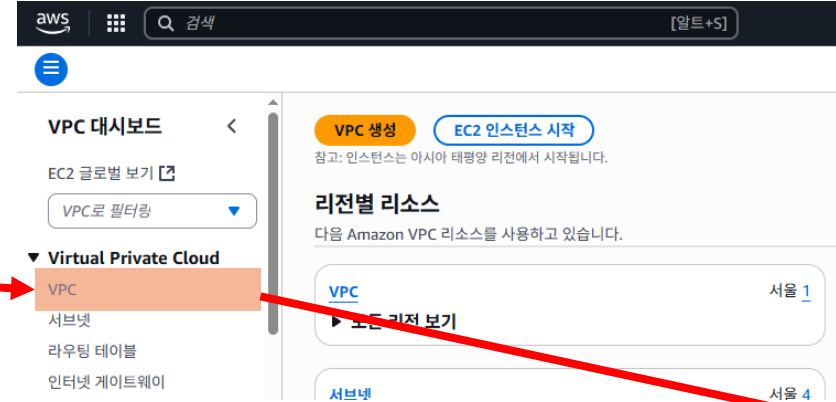 aws
검색 [알트+S]
VPC 대시보드
EC2 글로벌 보기
VPC로 필터링
Virtual Private Cloud
VPC
서브넷
라우팅 테이블
인터넷 게이트웨이
VPC 생성 EC2 인스턴스 시작
참고: 인스턴스는 아시아 태평양 리전에서 시작됩니다.
리전별 리소스
다음 Amazon VPC 리소스를 사용하고 있습니다.
VPC 서울 1
모든 리전 보기
서브넷 서울 4